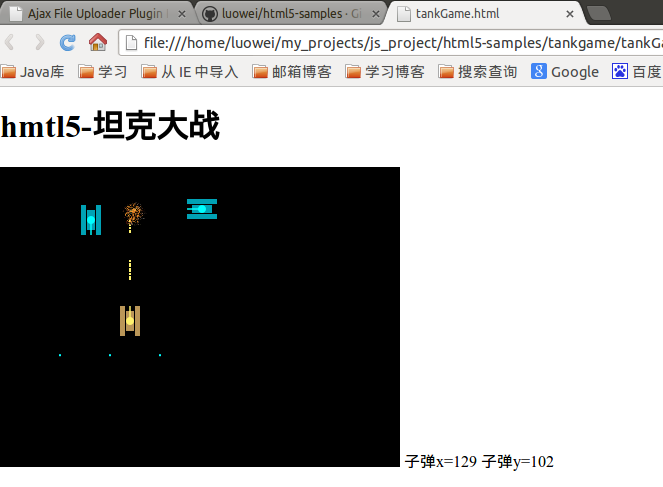 Ajax File Uploader Plugin
luowei/html5-samples · Gi
tankGame.html
file:///home/luowei/my_projects/js_project/html5-samples/tankgame/tankG
Java库
学习
从 IE 中导入
邮箱博客
学习博客
搜索查询
Google
百度
hmtl5-坦克大战
子弹x=129 子弹y=102